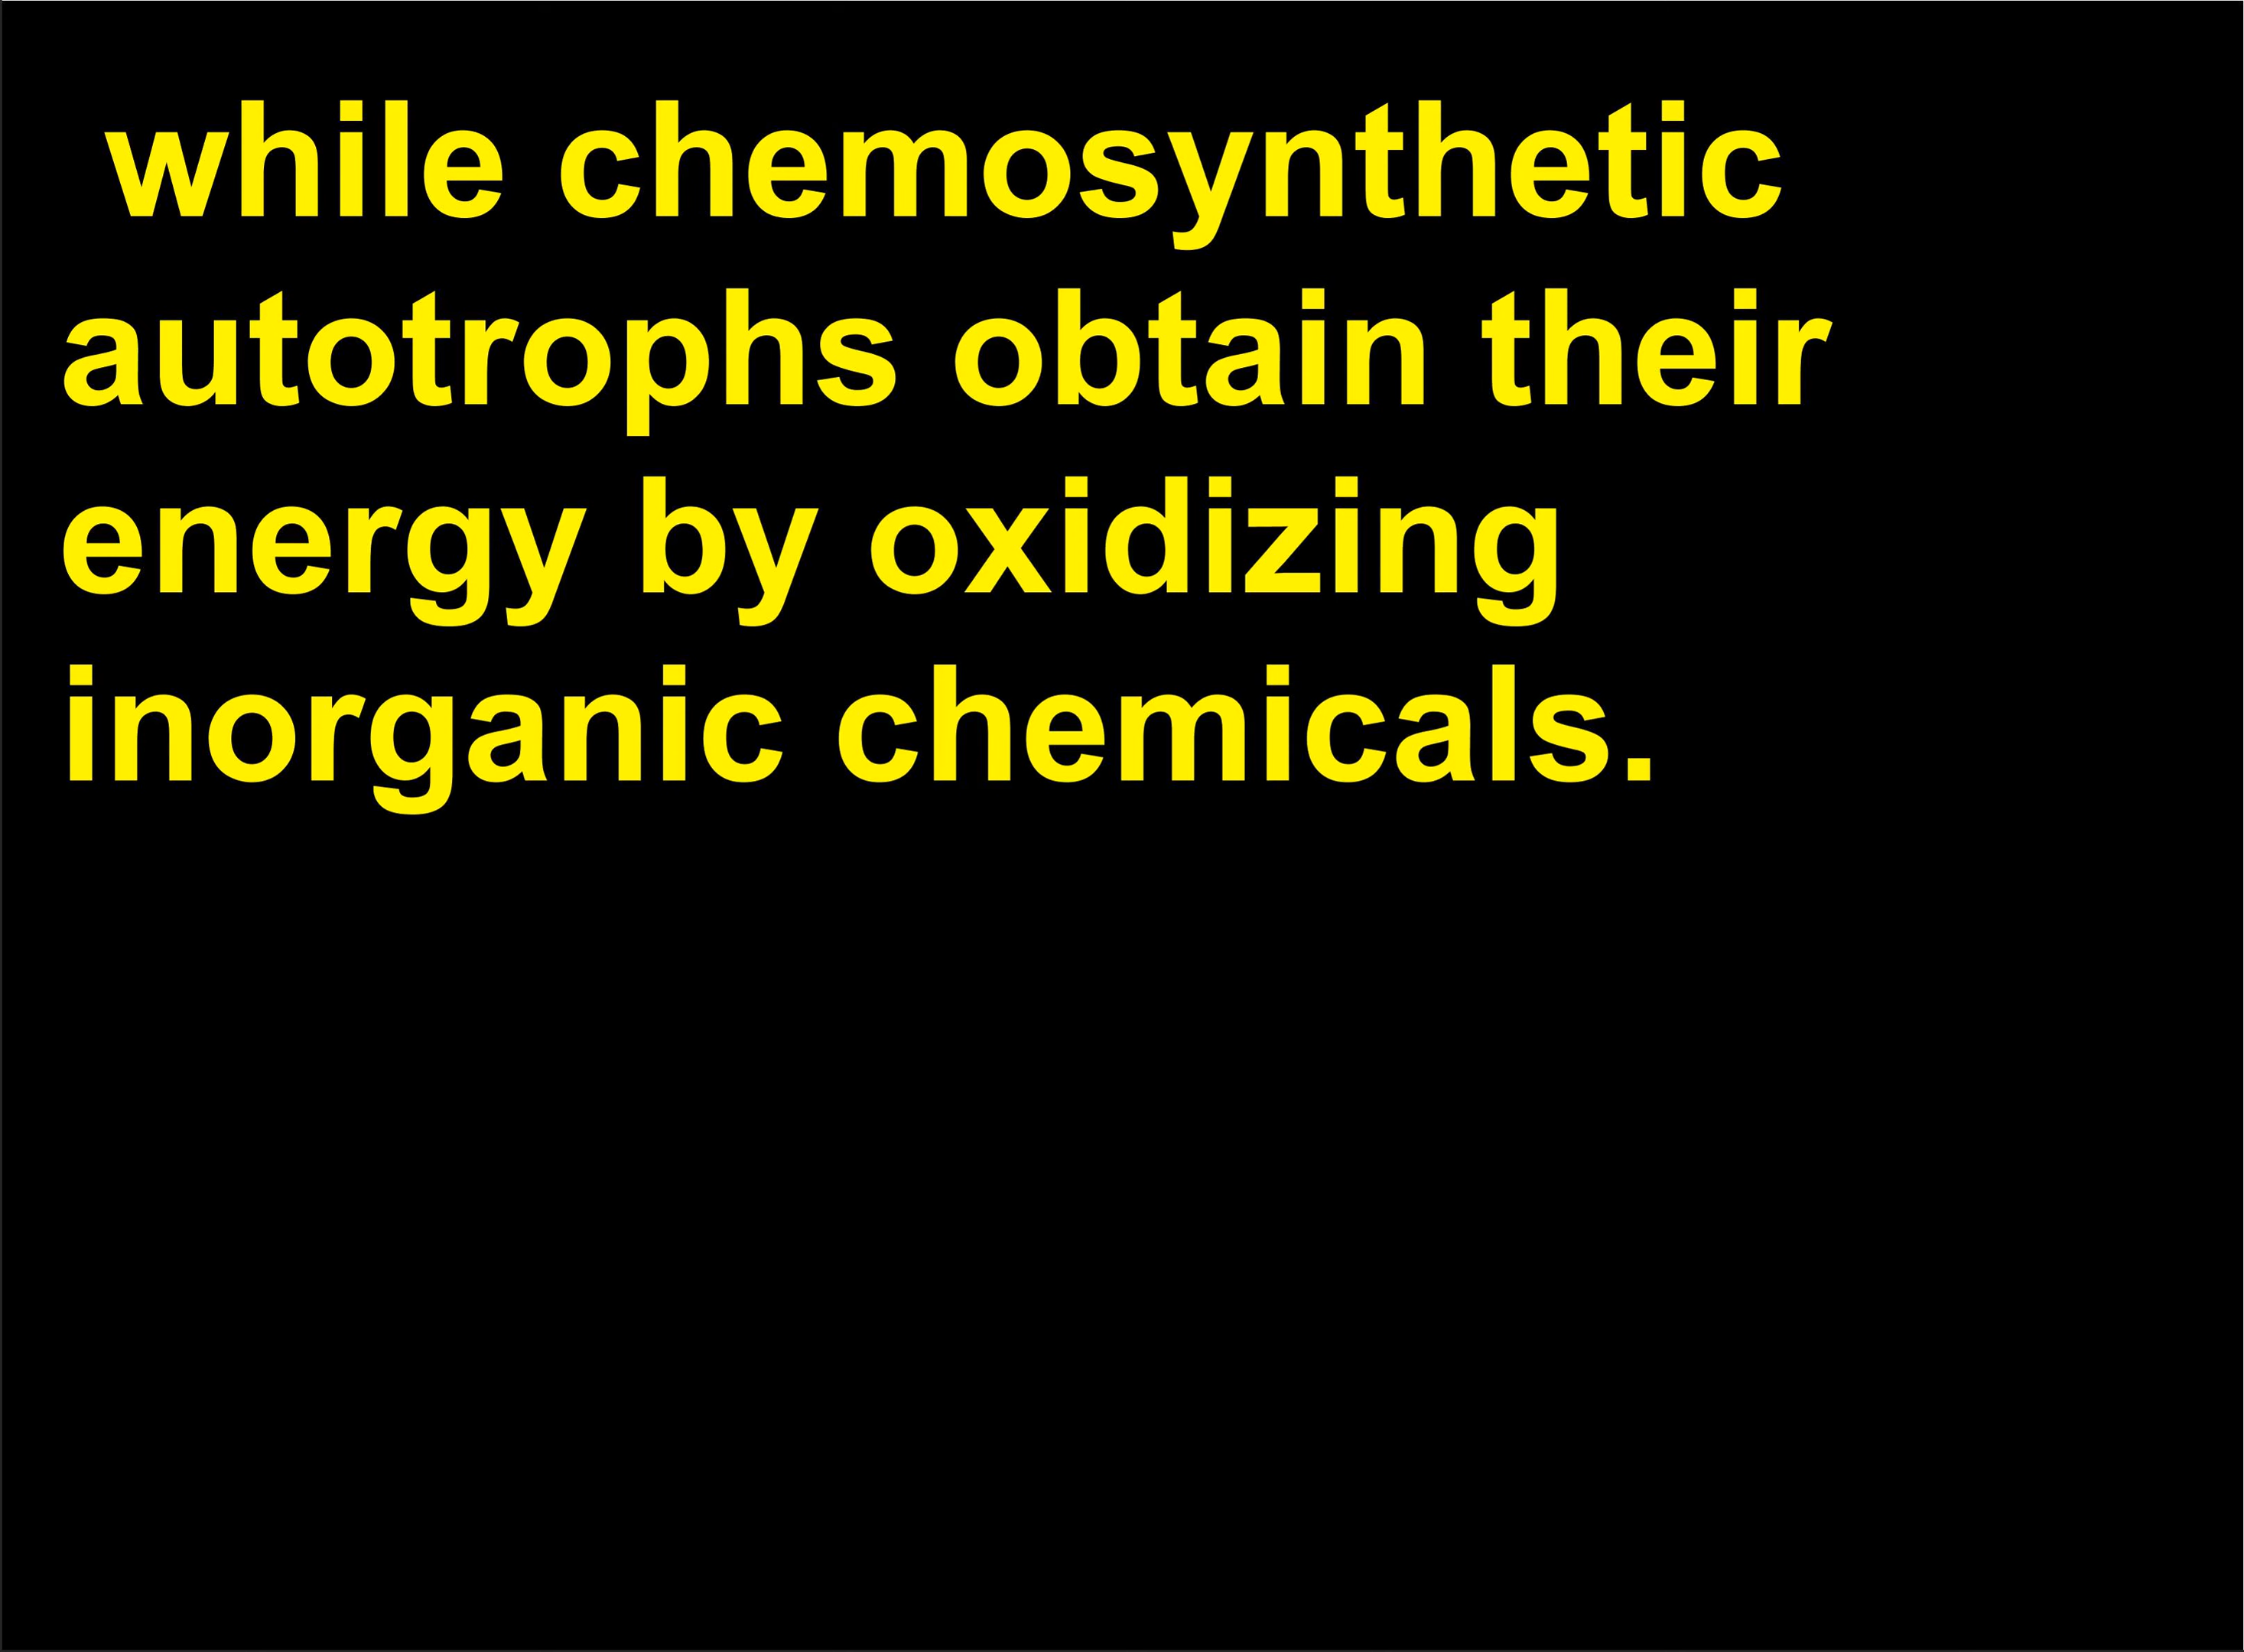 while chemosynthetic
autotrophs obtain their
energy by oxidizing
inorganic chemicals.